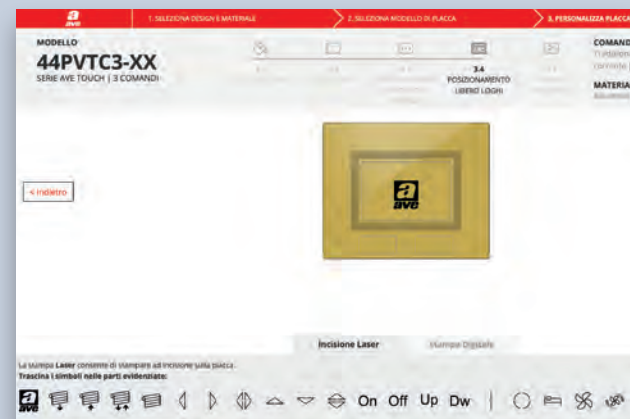 ave
1. SELEZIONA DESIGN E MATERIALE
2. SELEZIONA MODELLO DI PLACCA
3. PERSONALIZZA PLACCA
MODELLO
44PVTC3-XX
SERIE AVE TOUCH | 3 COMANDI
3.4
POSIZIONAMENTO
LIBERO LOGHI
COMAND
MATERIA
< Indietro
ave
Incisione Laser
Stampa Digitale
La stampa Laser consente di stampare ad incisione sulla placca.
Trascina i simboli nelle parti evidenziate:
ave On Off Up Dw